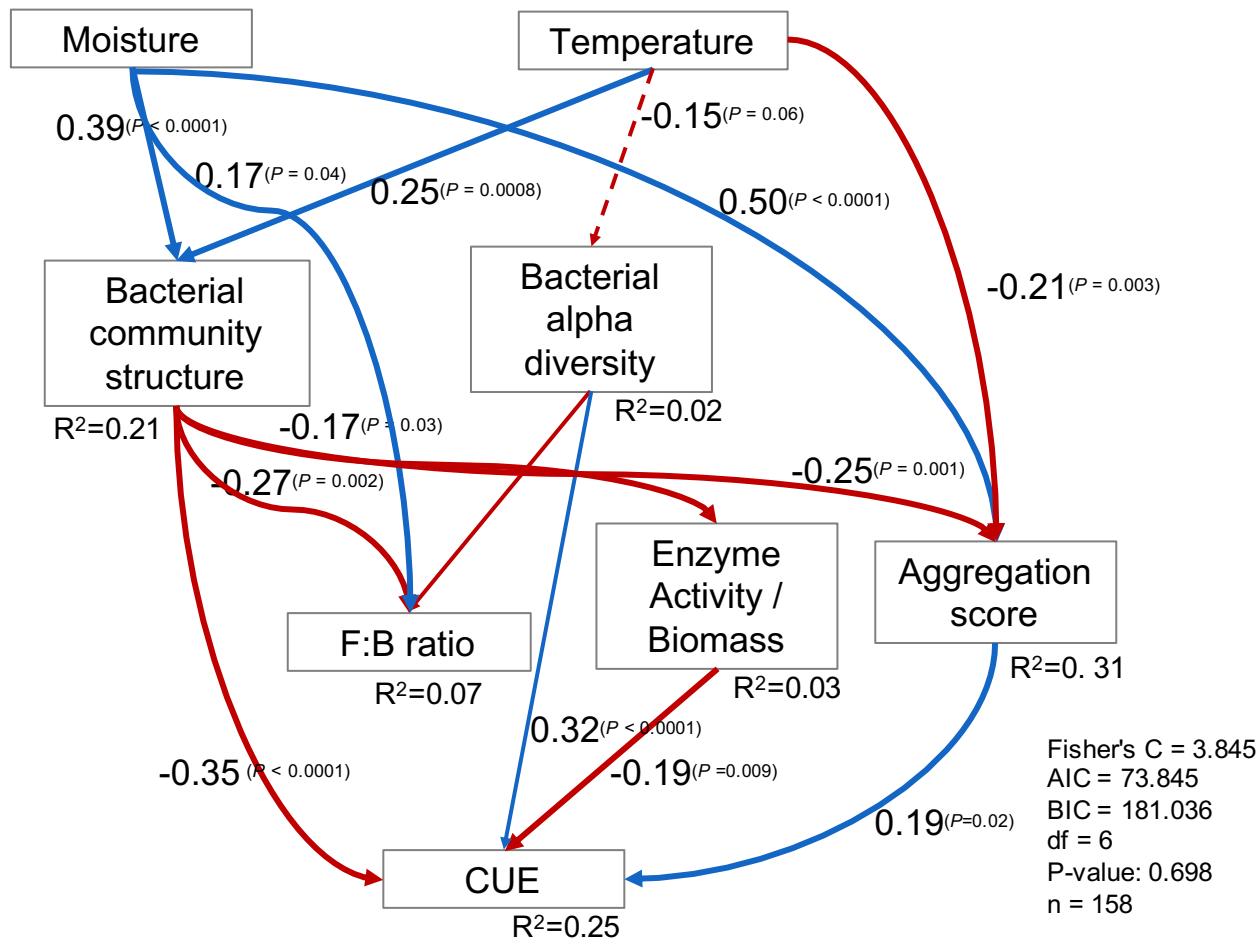 Moisture
Temperature
0.39(P < 0.0001)
-0.15(P = 0.06)
0.17(P = 0.04)
0.25(P = 0.0008)
0.50(P < 0.0001)
-0.21(P = 0.003)
Bacterial
community
structure
R²=0.21
Bacterial
alpha
diversity
R²=0.02
-0.17(P = 0.03)
-0.27(P = 0.002)
-0.25(P = 0.001)
F:B ratio
R²=0.07
Enzyme
Activity /
Biomass
R²=0.03
Aggregation
score
R²=0. 31
0.32(P < 0.0001)
-0.35 (P < 0.0001)
-0.19(P =0.009)
0.19(P=0.02)
CUE
R²=0.25
Fisher's C = 3.845
AIC = 73.845
BIC = 181.036
df = 6
P-value: 0.698
n = 158